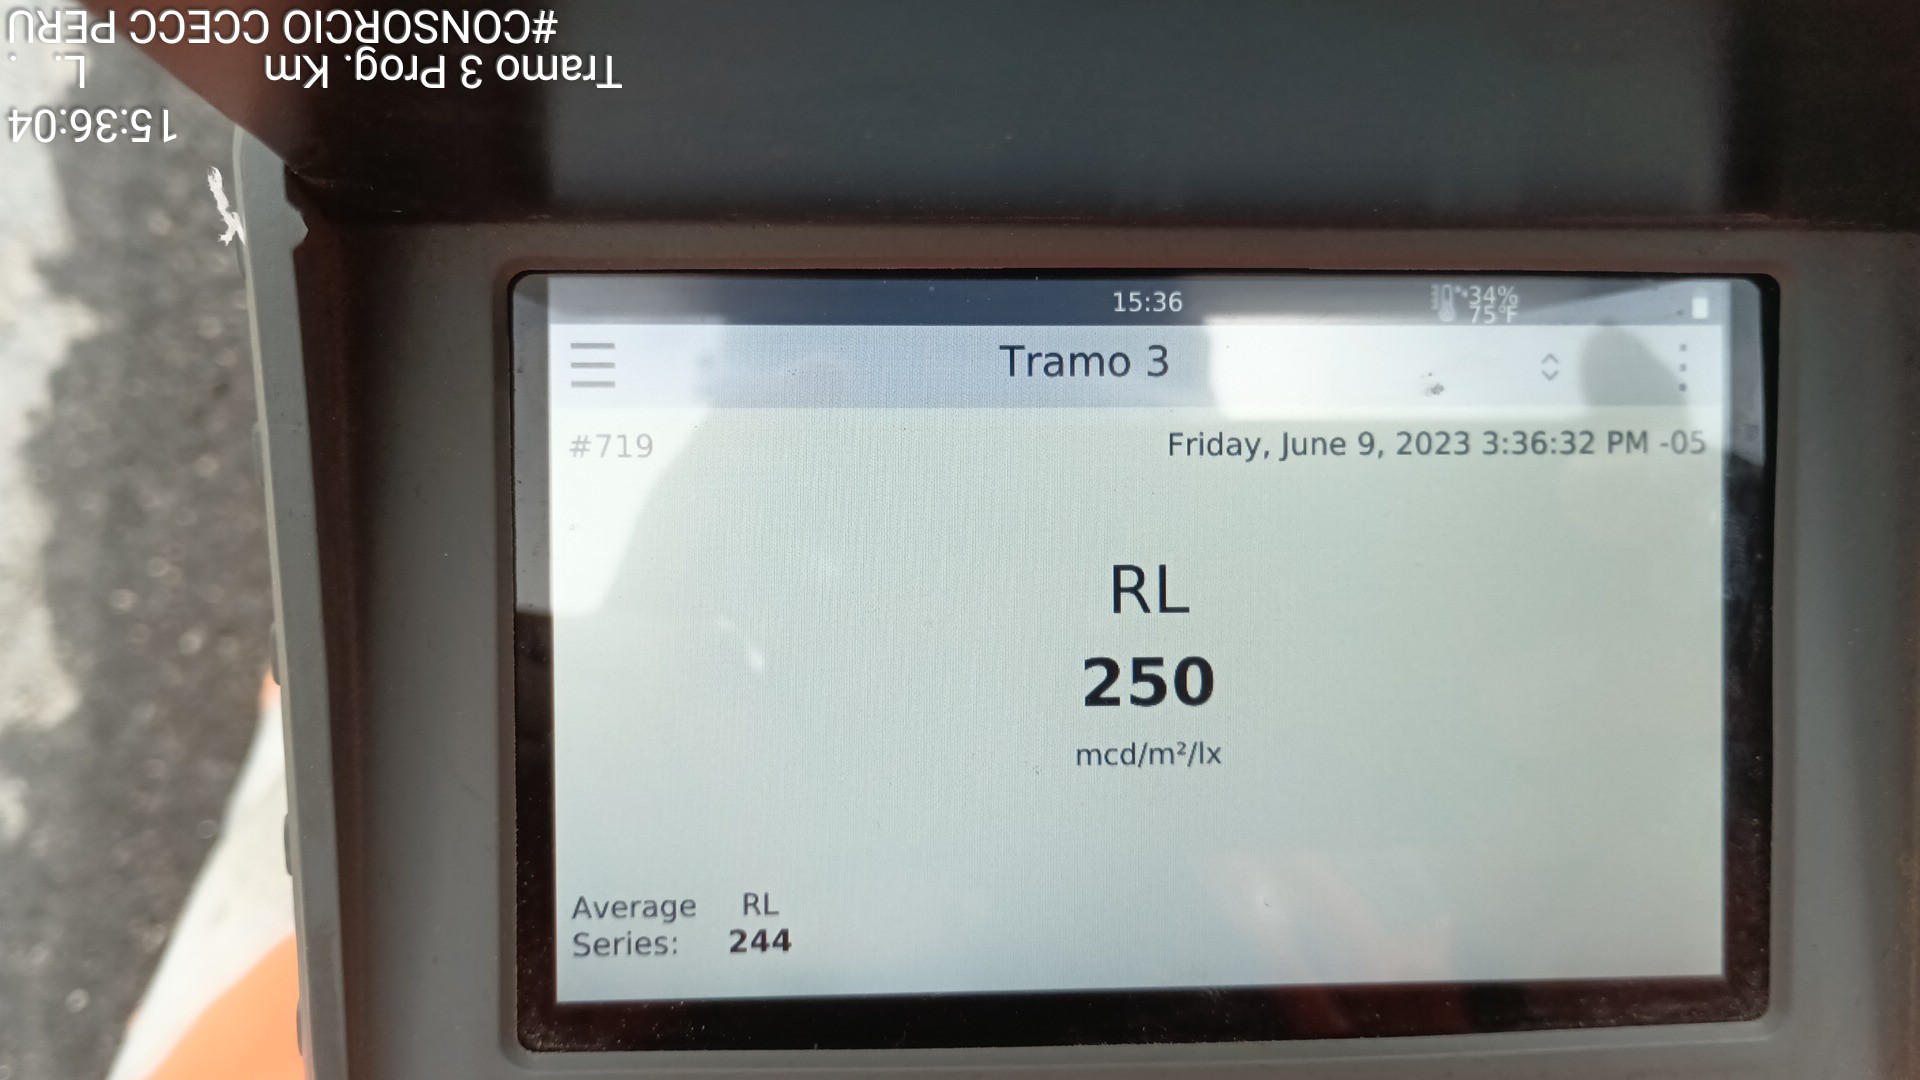 15:36
34%
75°F
Tramo 3
#719 Friday, June 9, 2023 3:36:32 PM -05
RL
250
mcd/m²/lx
Average RL
Series: 244
15:36:04
Tramo 3 Prog. Km L. .
#CONSORCIO CCECC PERU